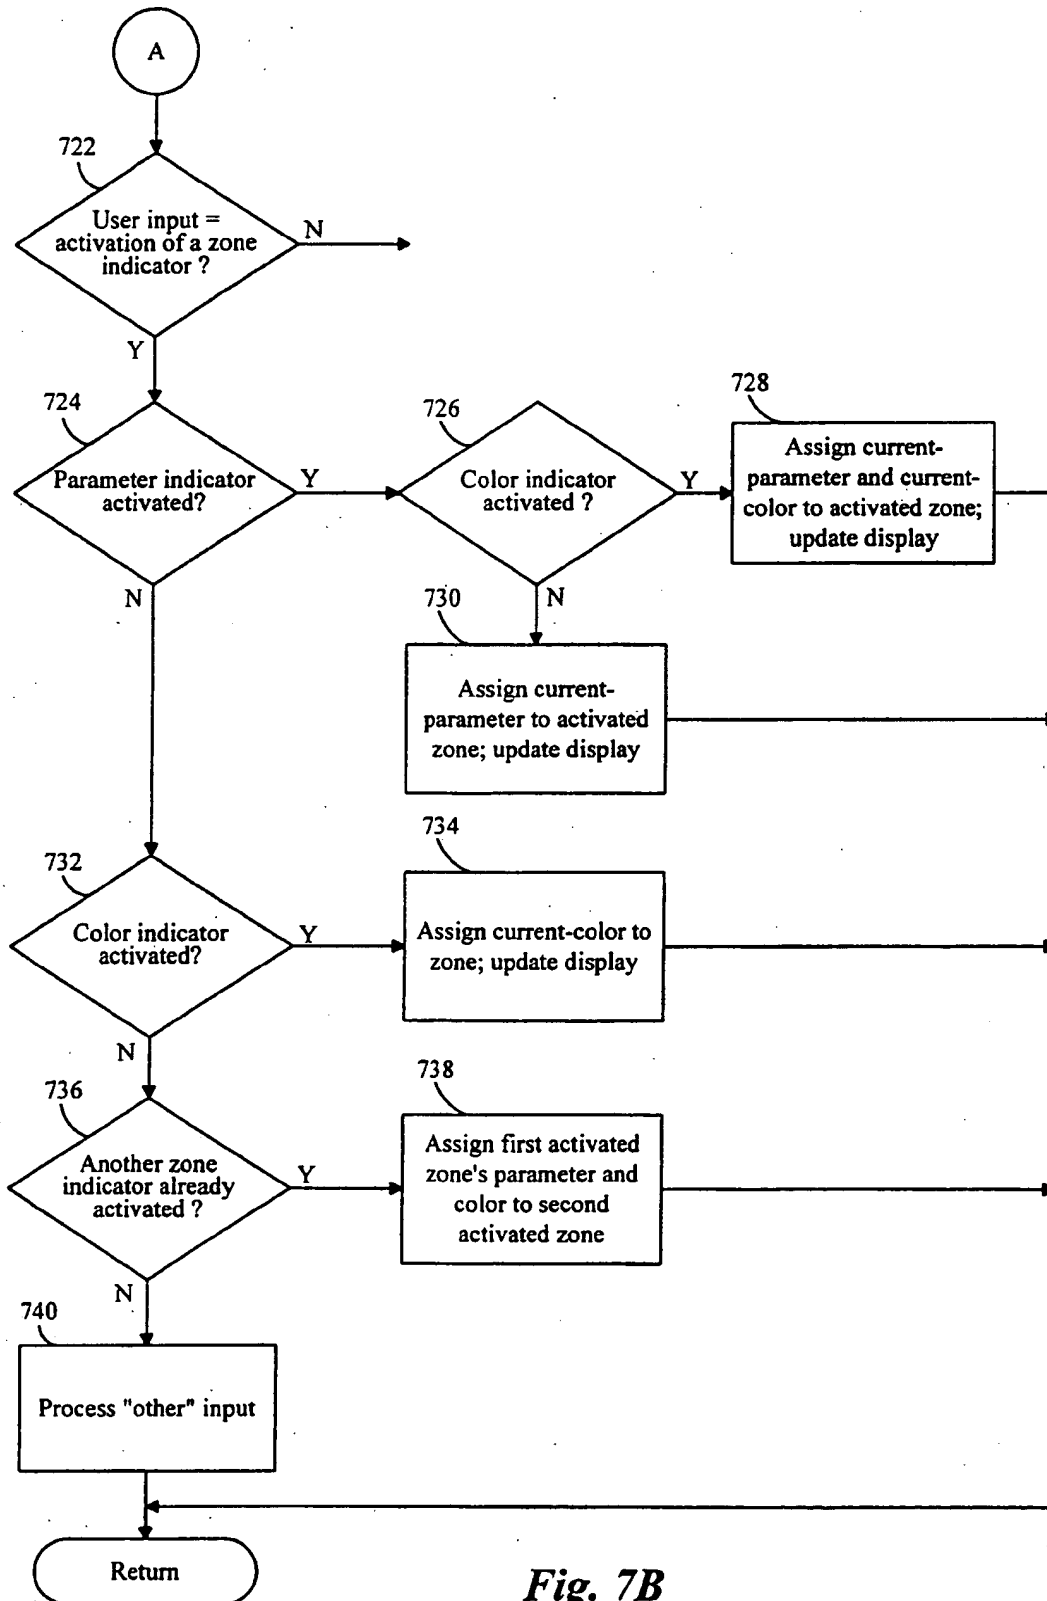 A
722
User input =
activation of a zone
indicator ?
N
Y
724
Parameter indicator
activated?
Y
N
726
Color indicator
activated ?
Y
N
728
Assign current-
parameter and current-
color to activated zone;
update display
730
Assign current-
parameter to activated
zone; update display
732
Color indicator
activated?
Y
N
734
Assign current-color to
zone; update display
736
Another zone
indicator already
activated ?
Y
N
738
Assign first activated
zone's parameter and
color to second
activated zone
740
Process "other" input
Return
Fig. 7B